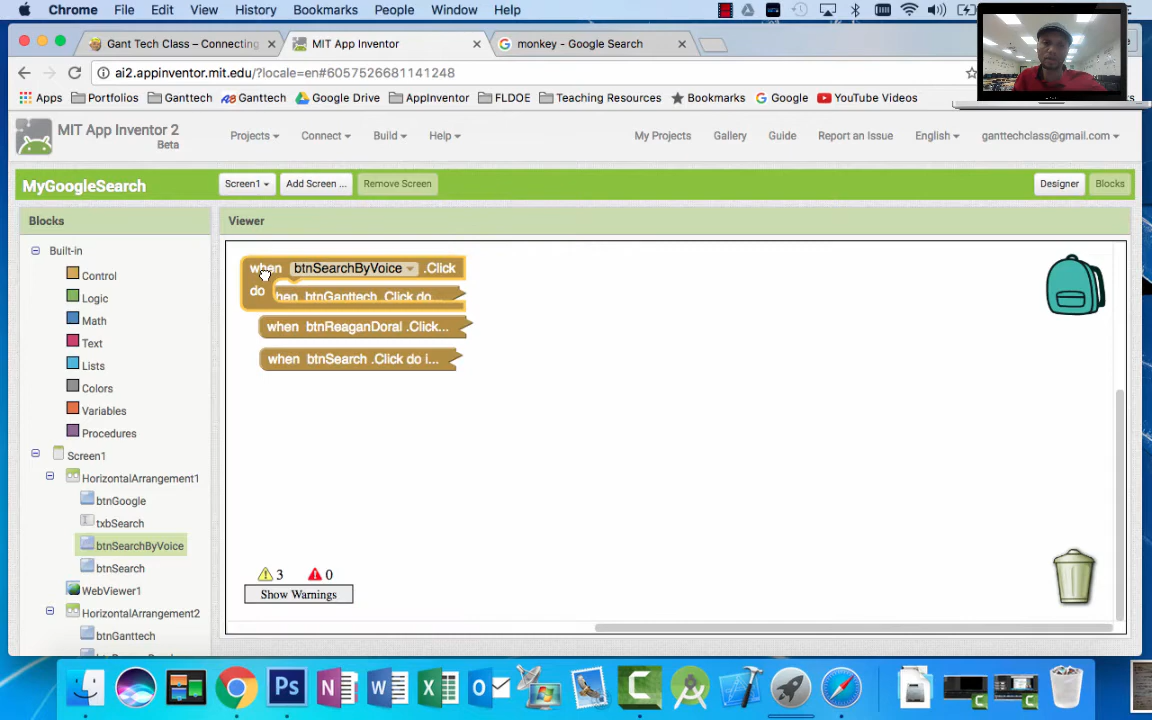 Chrome File Edit View History Bookmarks People Window Help
Gant Tech Class – Connecting × MIT App Inventor × monkey - Google Search ×
ai2.appinventor.mit.edu/?locale=en#6057526681141248
Apps Portfolios Ganttech Ganttech Google Drive AppInventor FLDOE Teaching Resources Bookmarks Google YouTube Videos
MIT App Inventor 2
Beta
Projects Connect Build Help My Projects Gallery Guide Report an Issue English ganttechclass@gmail.com
MyGoogleSearch Screen1 Add Screen ... Remove Screen Designer Blocks
Blocks Viewer
Built-in
Control
Logic
Math
Text
Lists
Colors
Variables
Procedures
Screen1
HorizontalArrangement1
btnGoogle
txbSearch
btnSearchByVoice
btnSearch
WebViewer1
HorizontalArrangement2
btnGanttech
when btnSearchByVoice .Click
do
hen btnGanttech .Click do
when btnReaganDoral .Click...
when btnSearch .Click do i...
3 0
Show Warnings
Ps N W X O C